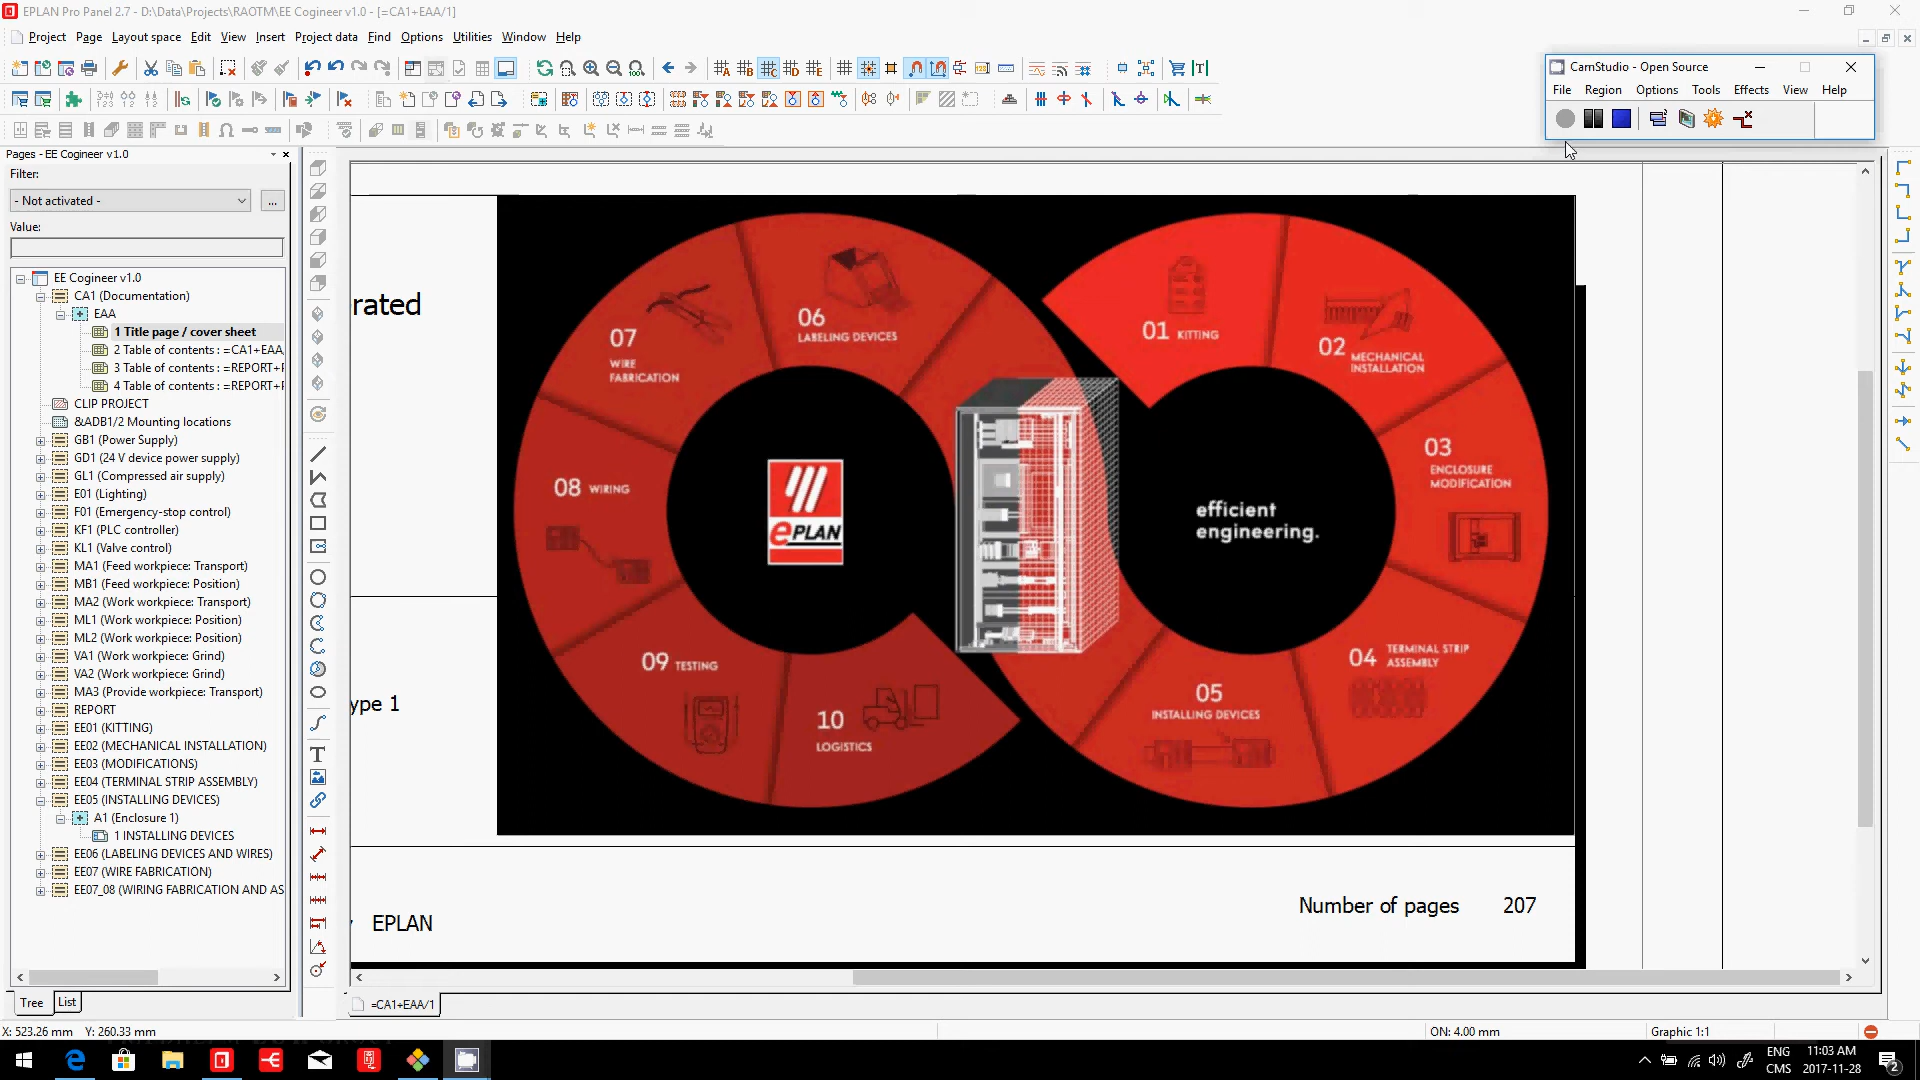 EPLAN Pro Panel 2.7 - D:\Data\Projects\RAOTM\EE Cogineer v1.0 - [=CA1+EAA/1]
Project Page Layout space Edit View Insert Project data Find Options Utilities Window Help
CamStudio - Open Source
File Region Options Tools Effects View Help
Pages - EE Cogineer v1.0
Filter:
- Not activated -
...
Value:
EE Cogineer v1.0
CA1 (Documentation)
EAA
1 Title page / cover sheet
2 Table of contents : =CA1+EAA,
3 Table of contents : =REPORT+
4 Table of contents : =REPORT+
CLIP PROJECT
&ADB1/2 Mounting locations
GB1 (Power Supply)
GD1 (24 V device power supply)
GL1 (Compressed air supply)
E01 (Lighting)
F01 (Emergency-stop control)
KF1 (PLC controller)
KL1 (Valve control)
MA1 (Feed workpiece: Transport)
MB1 (Feed workpiece: Position)
MA2 (Work workpiece: Transport)
ML1 (Work workpiece: Position)
ML2 (Work workpiece: Position)
VA1 (Work workpiece: Grind)
VA2 (Work workpiece: Grind)
MA3 (Provide workpiece: Transport)
REPORT
EE01 (KITTING)
EE02 (MECHANICAL INSTALLATION)
EE03 (MODIFICATIONS)
EE04 (TERMINAL STRIP ASSEMBLY)
EE05 (INSTALLING DEVICES)
A1 (Enclosure 1)
1 INSTALLING DEVICES
EE06 (LABELING DEVICES AND WIRES)
EE07 (WIRE FABRICATION)
EE07_08 (WIRING FABRICATION AND AS
Tree List
rated
ype 1
EPLAN
Number of pages 207
01 KITTING
02 MECHANICAL
INSTALLATION
03
ENCLOSURE
MODIFICATION
04 TERMINAL STRIP
ASSEMBLY
05
INSTALLING DEVICES
06
LABELING DEVICES
07
WIRE
FABRICATION
08 WIRING
09 TESTING
10
LOGISTICS
ePLAN
efficient
engineering.
=CA1+EAA/1
X: 523.26 mm Y: 260.33 mm
ON: 4.00 mm
Graphic 1:1
ENG
CMS
11:03 AM
2017-11-28
2